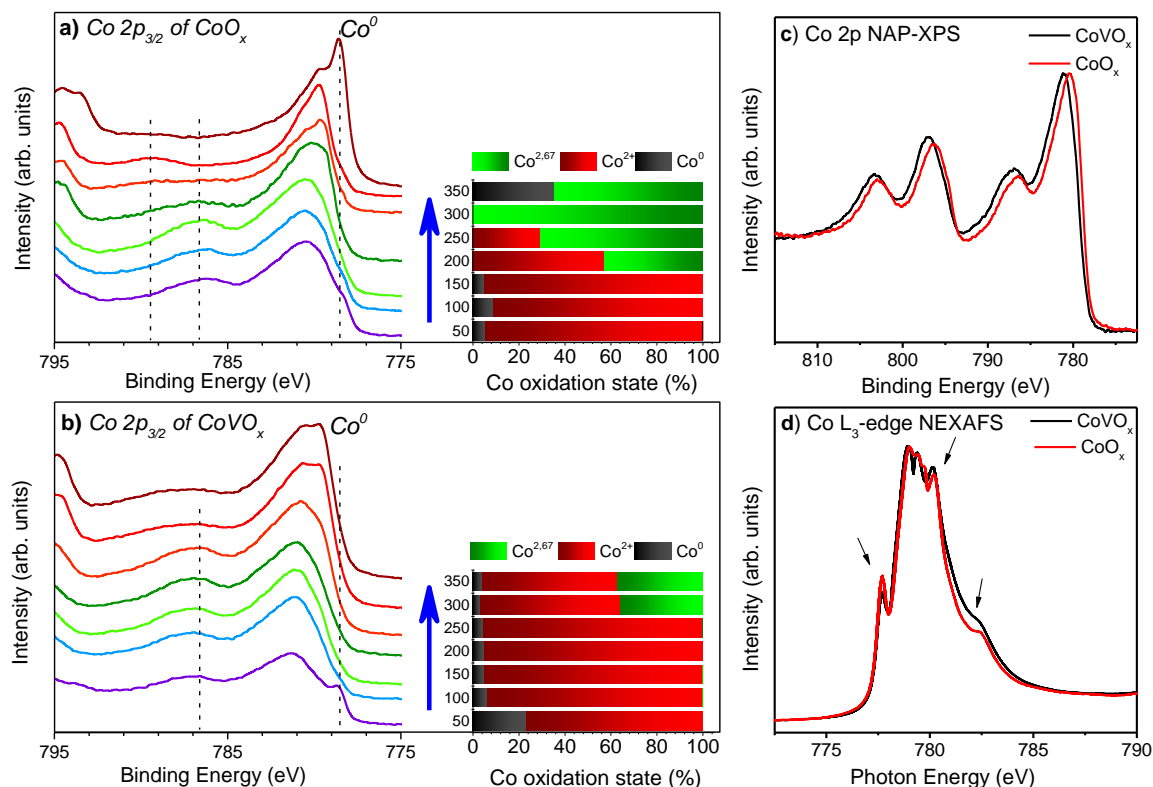 a) Co 2p3/2 of CoOx
Co0
Intensity (arb. units)
Co2,67 Co2+ Co0
350
300
250
200
150
100
50
0 20 40 60 80 100
Co oxidation state (%)
795 785 775
Binding Energy (eV)
b) Co 2p3/2 of CoVOx
Co0
Intensity (arb. units)
Co2,67 Co2+ Co0
350
300
250
200
150
100
50
0 20 40 60 80 100
Co oxidation state (%)
795 785 775
Binding Energy (eV)
c) Co 2p NAP-XPS
CoVOx
CoOx
Intensity (arb. units)
810 800 790 780
Binding Energy (eV)
d) Co L3-edge NEXAFS
CoVOx
CoOx
Intensity (arb. units)
775 780 785 790
Photon Energy (eV)